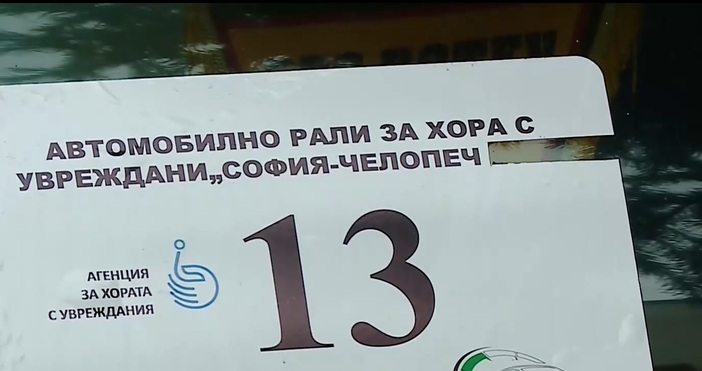 АВТОМОБИЛНО РАЛИ ЗА ХОРА С
УВРЕЖДАНИ„СОФИЯ-ЧЕЛОПЕЧ
13
АГЕНЦИЯ
ЗА ХОРАТА
С УВРЕЖДАНИЯ